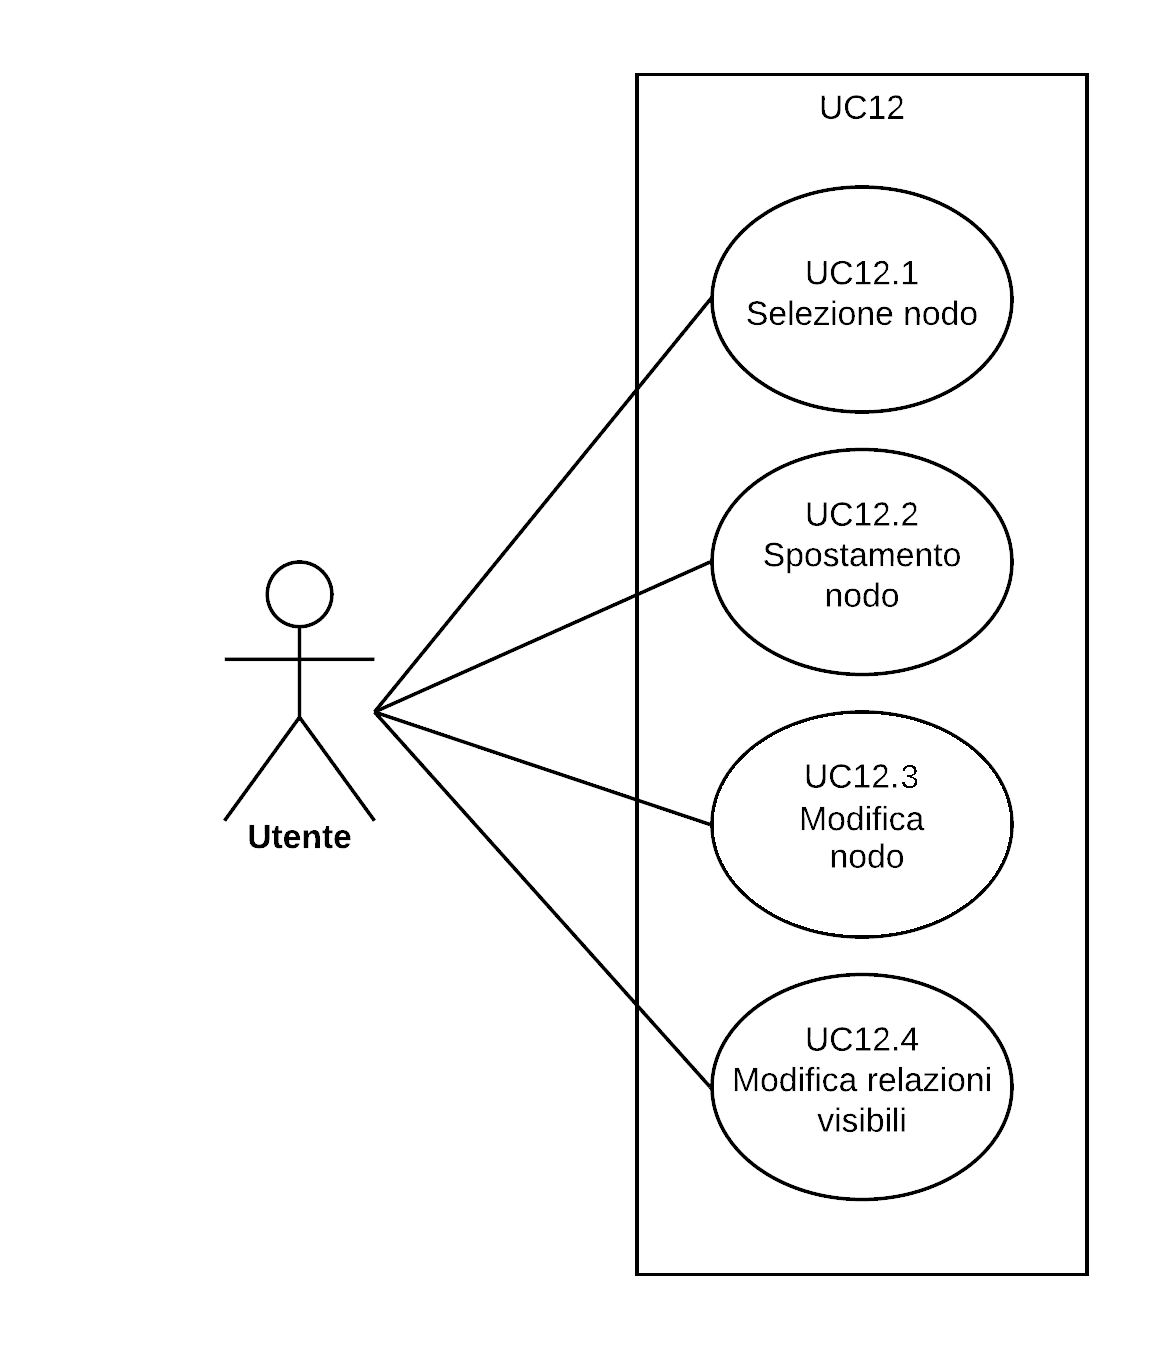 UC12
UC12.1
Selezione nodo
UC12.2
Spostamento
nodo
UC12.3
Modifica
nodo
UC12.4
Modifica relazioni
visibili
Utente